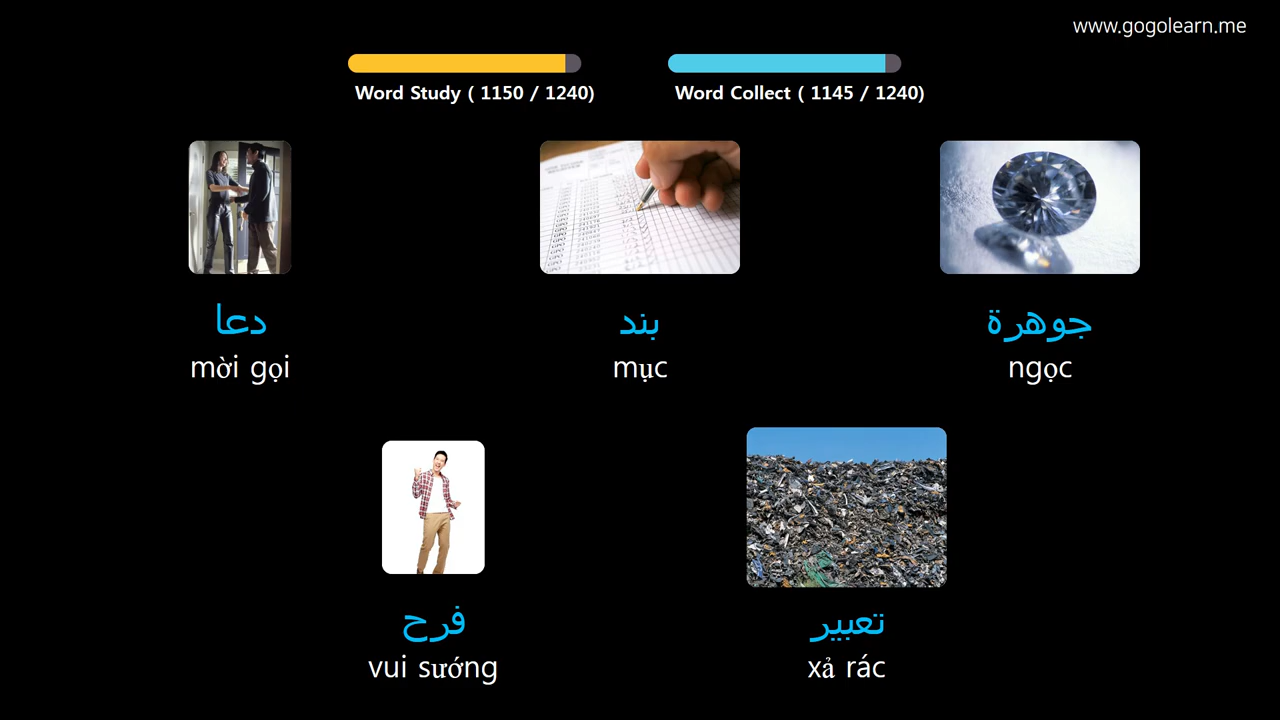 www.gogolearn.me
Word Study ( 1150 / 1240)
Word Collect ( 1145 / 1240)
دعا
mời gọi
بند
mục
جوهرة
ngọc
فرح
vui sướng
تعبير
xả rác